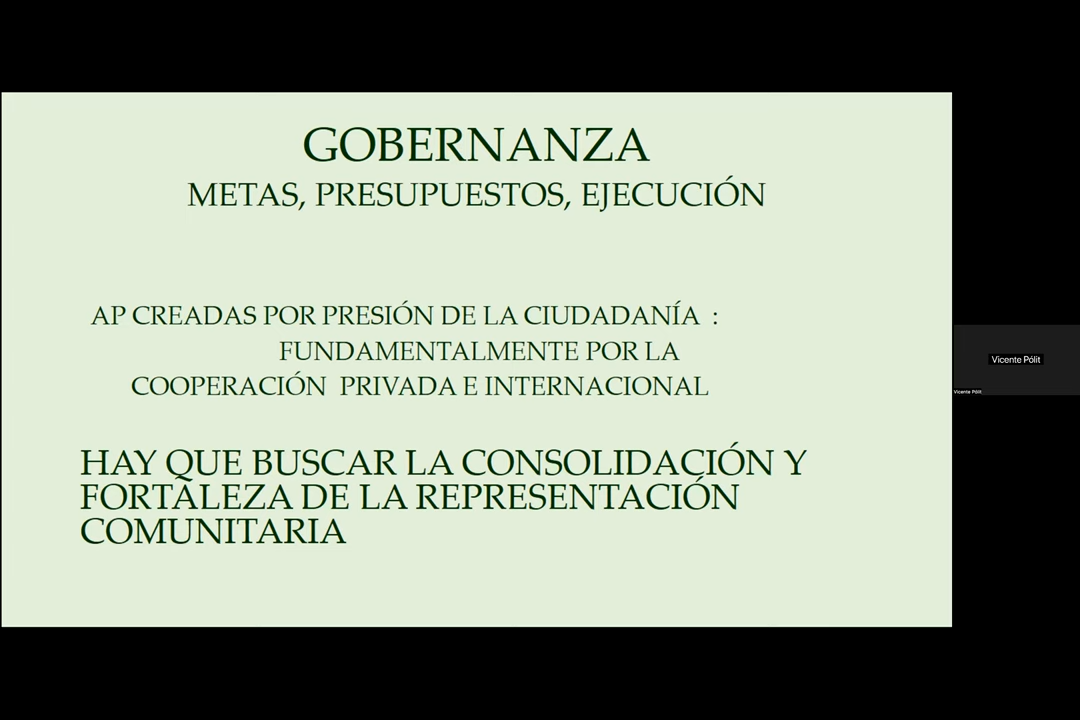 GOBERNANZA
METAS, PRESUPUESTOS, EJECUCIÓN
AP CREADAS POR PRESIÓN DE LA CIUDADANÍA :
FUNDAMENTALMENTE POR LA
COOPERACIÓN PRIVADA E INTERNACIONAL
HAY QUE BUSCAR LA CONSOLIDACIÓN Y
FORTALEZA DE LA REPRESENTACIÓN
COMUNITARIA
Vicente Pólit
Vicente Pólit